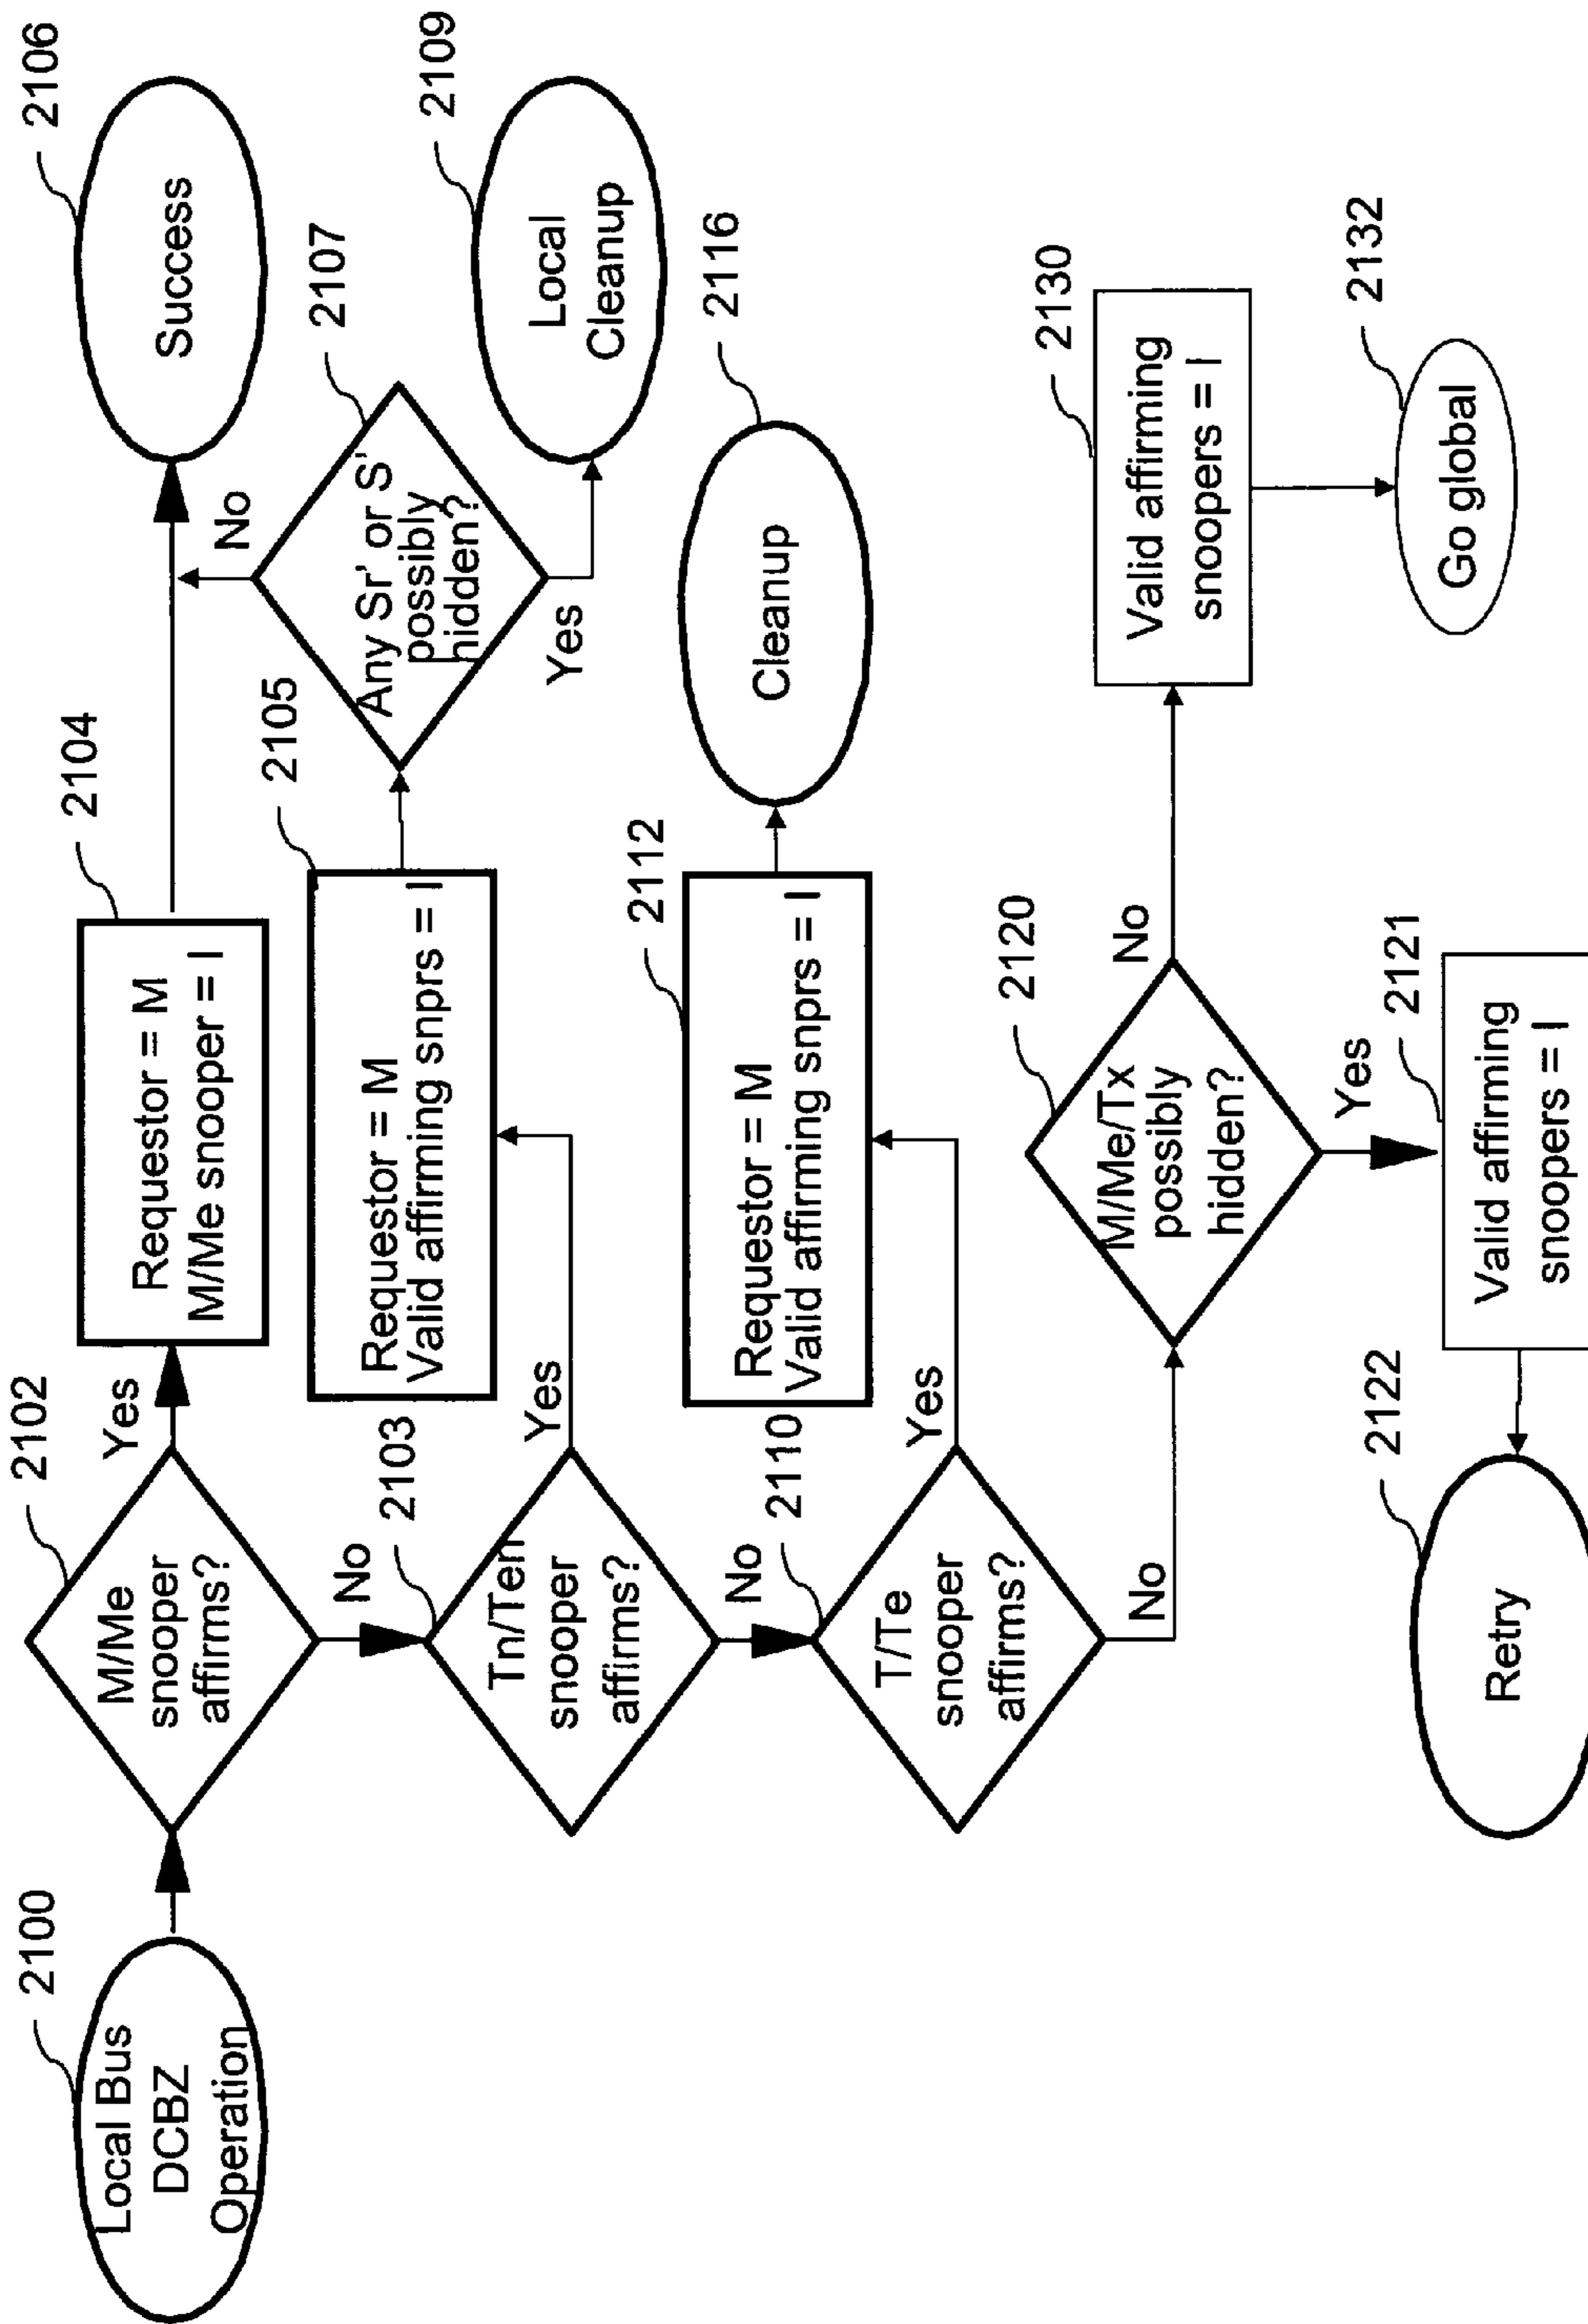 2100
Local Bus
DCBZ
Operation
2102
M/Me
snooper
affirms?
Yes
No
2104
Requestor = M
M/Me snooper = I
2106
Success
2103
Tn/Ten
snooper
affirms?
Yes
No
2105
Requestor = M
Valid affirming snprs = I
2107
Any Sr' or S'
possibly
hidden?
No
Yes
2109
Local
Cleanup
2110
T/Te
snooper
affirms?
Yes
No
2112
Requestor = M
Valid affirming snprs = I
2116
Cleanup
2120
M/Me/Tx
possibly
hidden?
No
Yes
2130
Valid affirming
snoopers = I
2132
Go global
2121
Valid affirming
snoopers = I
2122
Retry